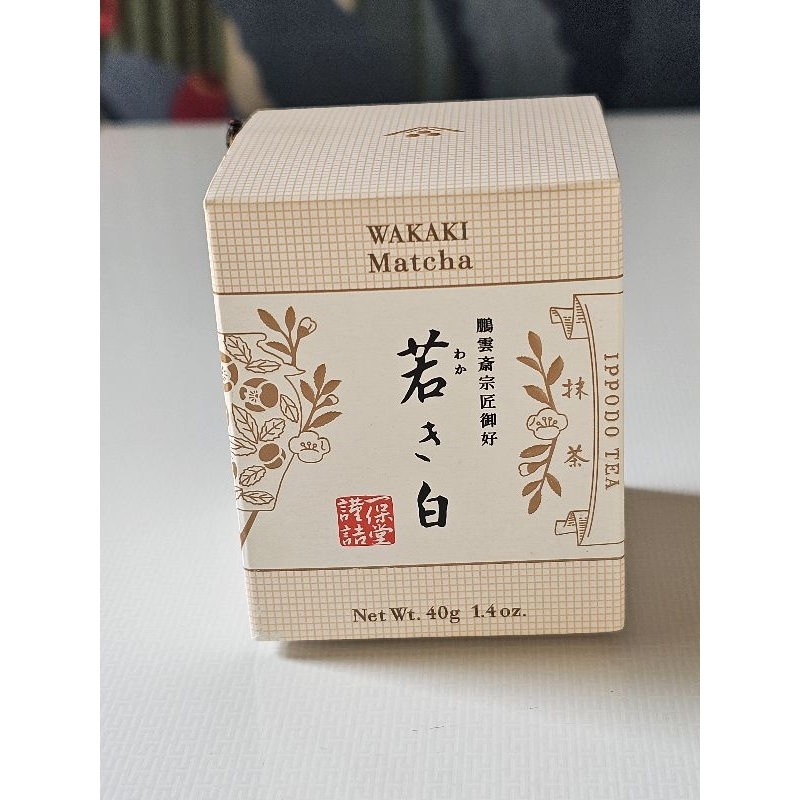 WAKAKI
Matcha
鵬雲斎宗匠御好
若き白
わか
一保堂
謹詰
抹茶
IPPODO TEA
Net Wt. 40g 1.4 oz.